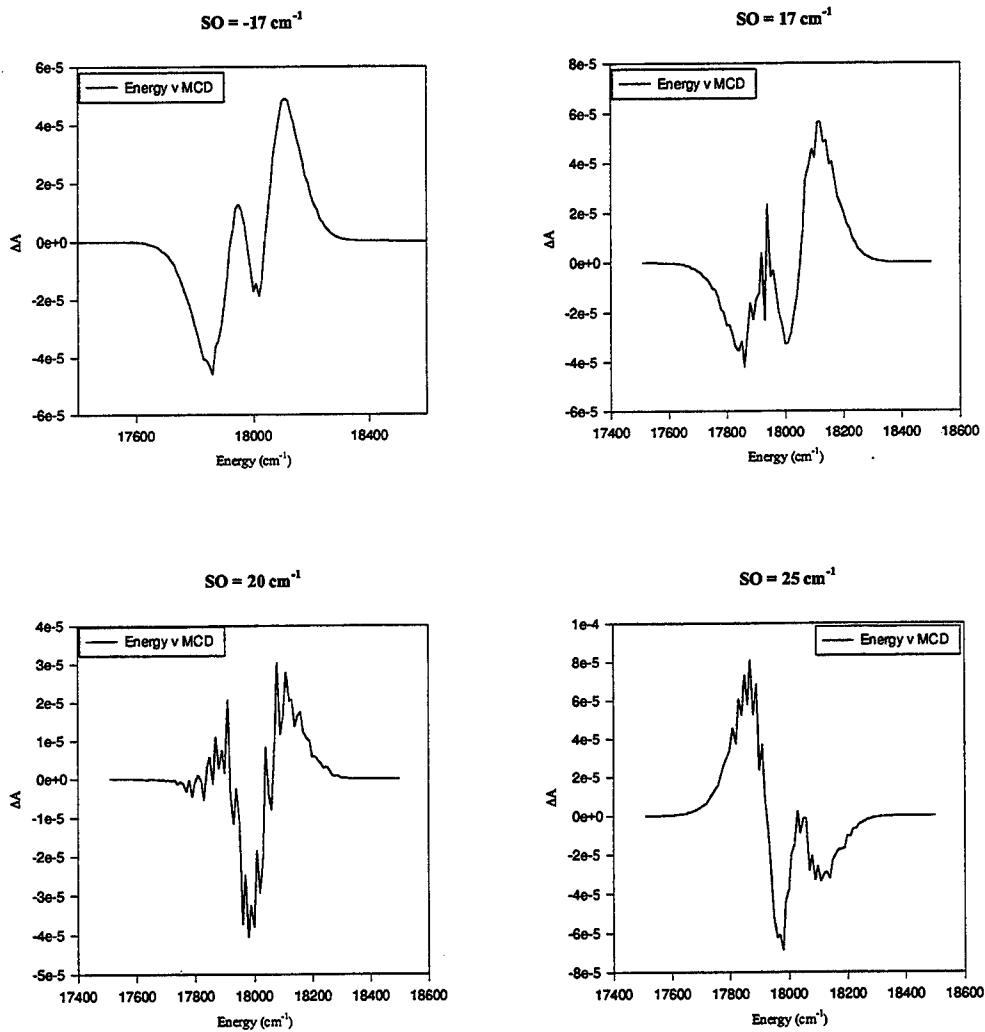 SO = -17 cm-1
6e-5
Energy v MCD
4e-5
2e-5
0e+0
-2e-5
-4e-5
-6e-5
ΔA
17600
18000
18400
Energy (cm-1)
SO = 17 cm-1
8e-5
Energy v MCD
6e-5
4e-5
2e-5
0e+0
-2e-5
-4e-5
-6e-5
ΔA
17400
17600
17800
18000
18200
18400
18600
Energy (cm-1)
SO = 20 cm-1
4e-5
Energy v MCD
3e-5
2e-5
1e-5
0e+0
-1e-5
-2e-5
-3e-5
-4e-5
-5e-5
ΔA
17400
17600
17800
18000
18200
18400
18600
Energy (cm-1)
SO = 25 cm-1
1e-4
Energy v MCD
8e-5
6e-5
4e-5
2e-5
0e+0
-2e-5
-4e-5
-6e-5
-8e-5
ΔA
17400
17600
17800
18000
18200
18400
18600
Energy (cm-1)